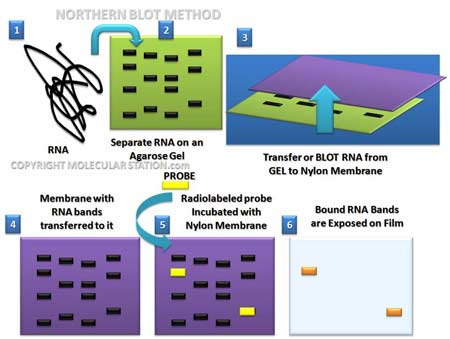 NORTHERN BLOT METHOD
1
2
3
RNA
Separate RNA on an
Agarose Gel
Transfer or BLOT RNA from
GEL to Nylon Membrane
COPYRIGHT MOLECULAR STATION.com
PROBE
4
Membrane with
RNA bands
transferred to it
5
Radiolabeled probe
Incubated with
Nylon Membrane
6
Bound RNA Bands
are Exposed on Film